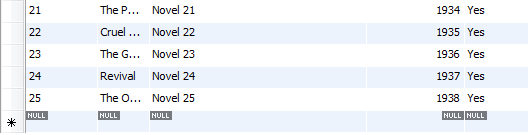 21 The P... Novel 21 1934 Yes
22 Cruel ... Novel 22 1935 Yes
23 The G... Novel 23 1936 Yes
24 Revival Novel 24 1937 Yes
25 The O... Novel 25 1938 Yes
NULL NULL NULL NULL NULL